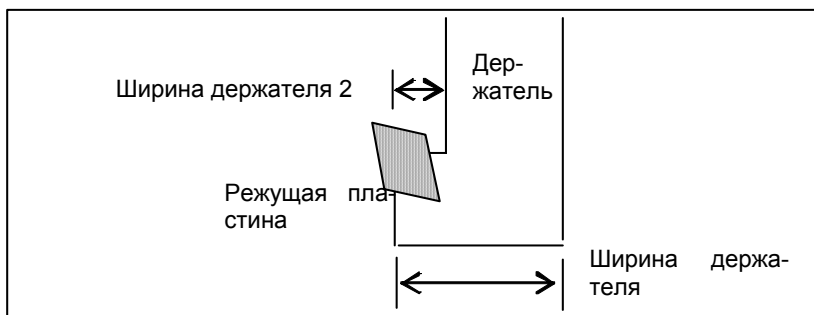 Дер-
жатель
Ширина держателя 2
Режущая пла-
стина
Ширина держа-
теля